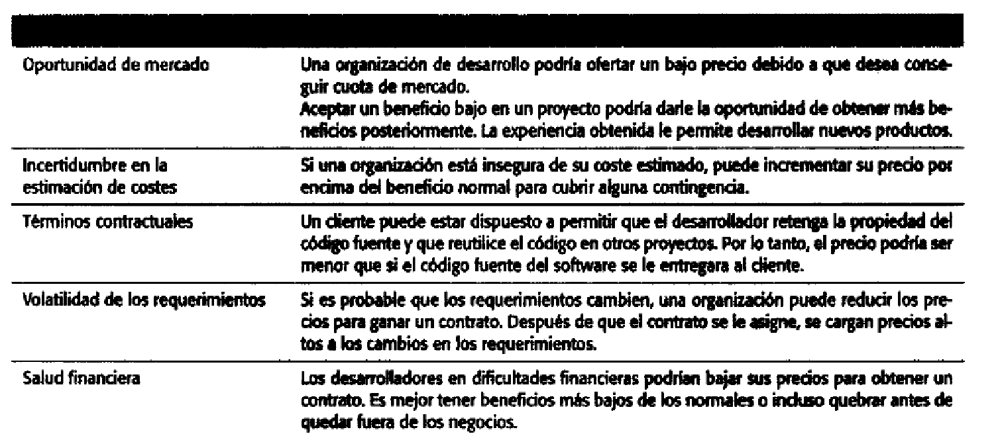 Oportunidad de mercado
Una organización de desarrollo podría ofertar un bajo precio debido a que desea conse-
guir cuota de mercado.
Aceptar un beneficio bajo en un proyecto podría darle la oportunidad de obtener más be-
neficios posteriormente. La experiencia obtenida le permite desarrollar nuevos productos.
Incertidumbre en la
estimación de costes
Si una organización está insegura de su coste estimado, puede incrementar su precio por
encima del beneficio normal para cubrir alguna contingencia.
Términos contractuales
Un cliente puede estar dispuesto a permitir que el desarrollador retenga la propiedad del
código fuente y que reutilice el código en otros proyectos. Por lo tanto, el precio podría ser
menor que si el código fuente del software se le entregara al cliente.
Volatilidad de los requerimientos
Si es probable que los requerimientos cambien, una organización puede reducir los pre-
cios para ganar un contrato. Después de que el contrato se le asigne, se cargan precios al-
tos a los cambios en los requerimientos.
Salud financiera
Los desarrolladores en dificultades financieras podrían bajar sus precios para obtener un
contrato. Es mejor tener beneficios más bajos de los normales o incluso quebrar antes de
quedar fuera de los negocios.